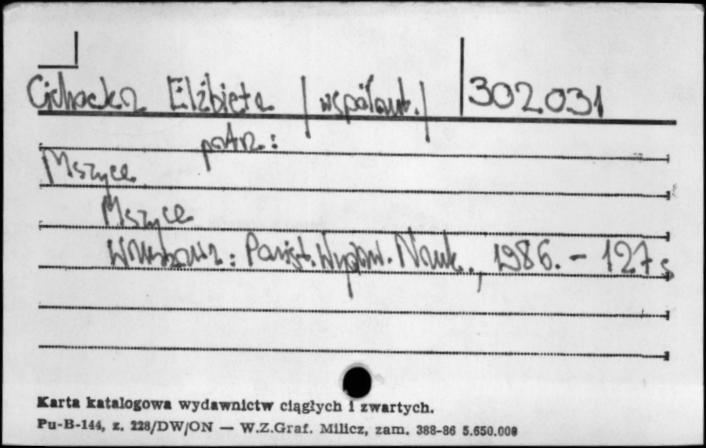 Cichocka Elżbieta /współaut./ 302.031
patrz:
Mszyce
Mszyce
Warszawa: Państ. Wydaw. Nauk., 1986. - 127 s
Karta katalogowa wydawnictw ciągłych i zwartych.
Pu-B-144, z. 228/DW/ON — W.Z.Graf. Milicz, zam. 388-86 5.650.000